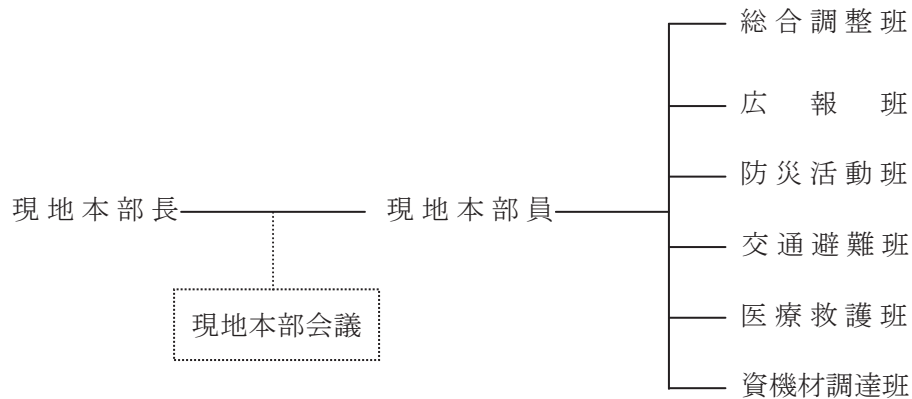 総合調整班
広報班
防災活動班
現地本部長 現地本部員
交通避難班
現地本部会議
医療救護班
資機材調達班